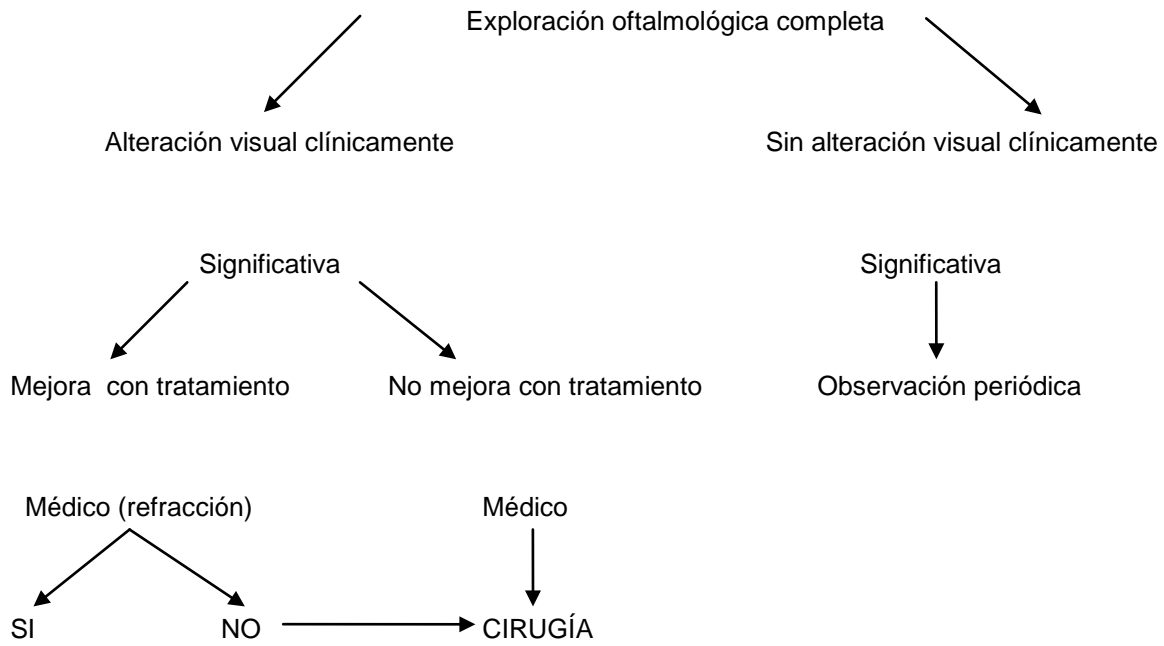 Exploración oftalmológica completa
Alteración visual clínicamente
Sin alteración visual clínicamente
Significativa
Significativa
Mejora con tratamiento
No mejora con tratamiento
Observación periódica
Médico (refracción)
Médico
SI
NO
CIRUGÍA